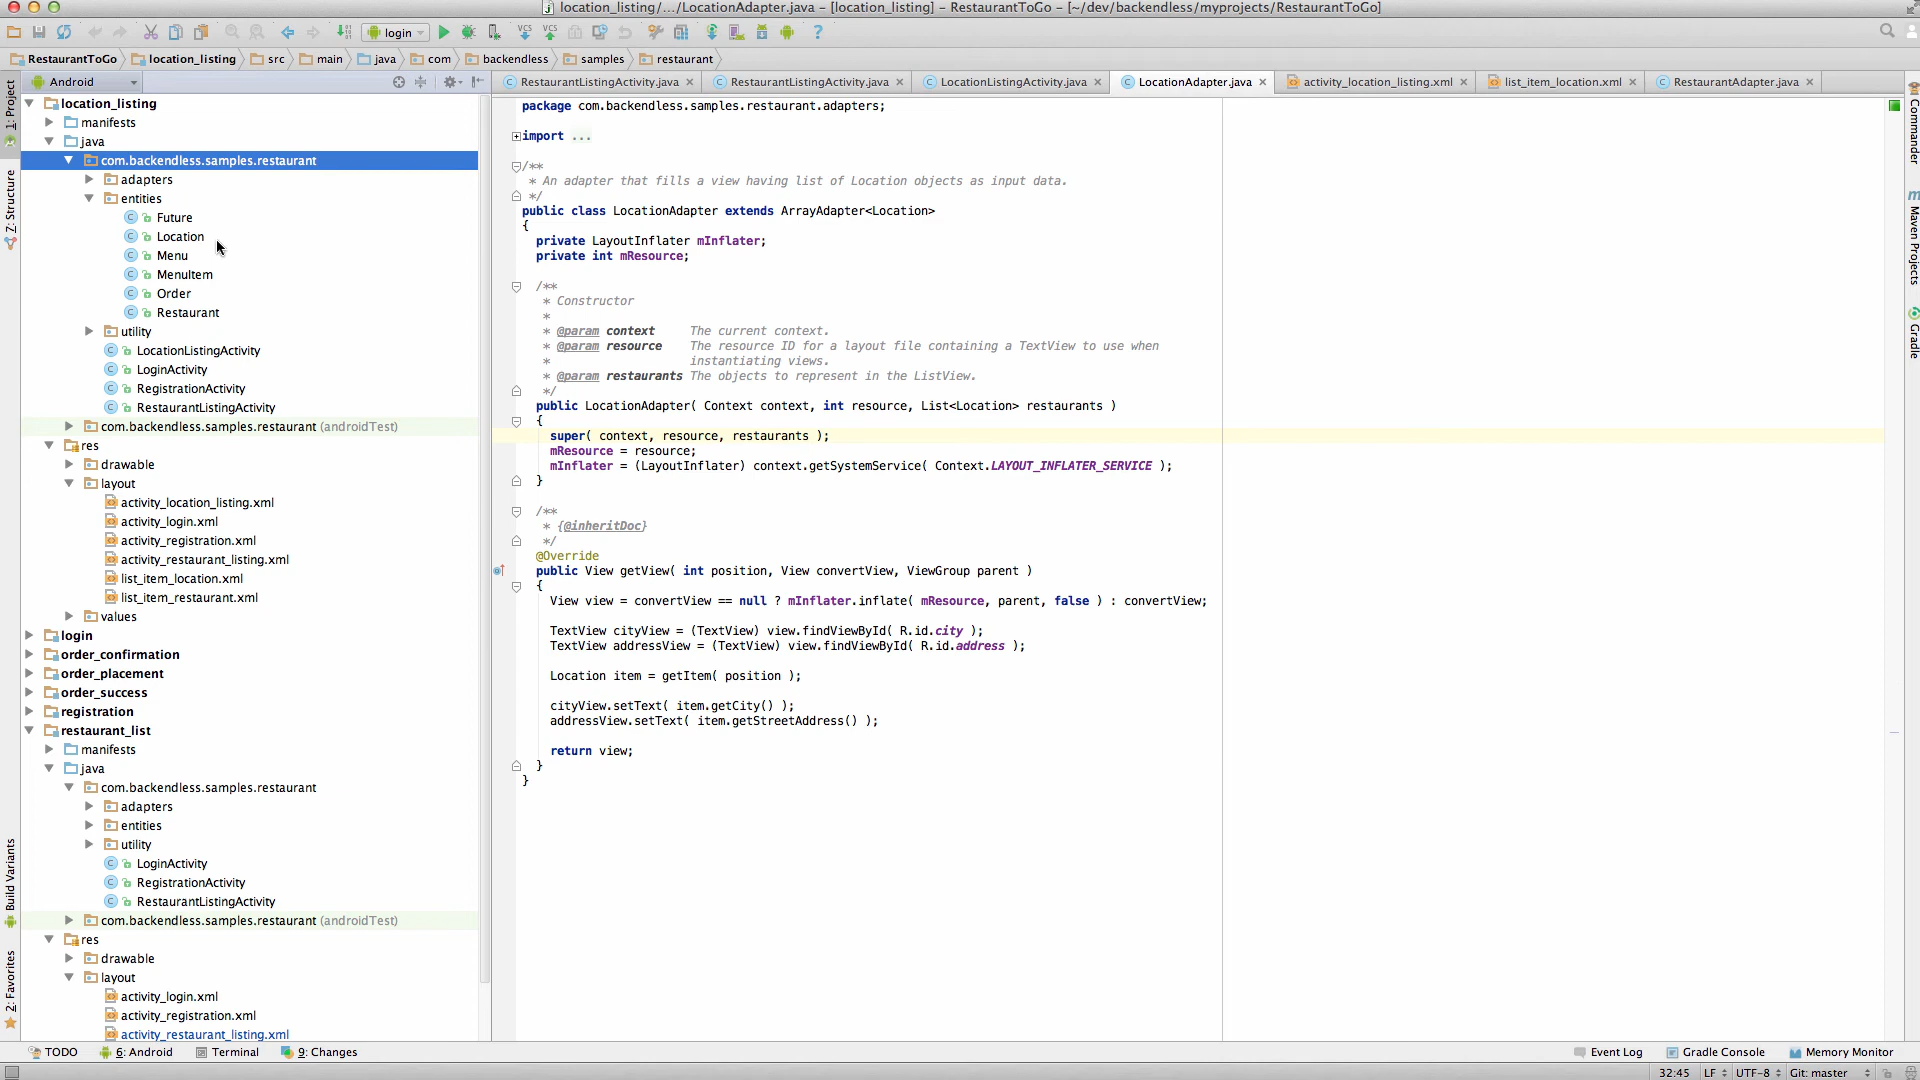 location_listing/.../LocationAdapter.java - [location_listing] - RestaurantToGo - [~/dev/backendless/myprojects/RestaurantToGo]
login
RestaurantToGo location_listing src main java com backendless samples restaurant
Android
RestaurantListingActivity.java RestaurantListingActivity.java LocationListingActivity.java LocationAdapter.java activity_location_listing.xml list_item_location.xml RestaurantAdapter.java
1: Project
Z: Structure
Build Variants
2: Favorites
location_listing
manifests
java
com.backendless.samples.restaurant
adapters
entities
Future
Location
Menu
MenuItem
Order
Restaurant
utility
LocationListingActivity
LoginActivity
RegistrationActivity
RestaurantListingActivity
com.backendless.samples.restaurant (androidTest)
res
drawable
layout
activity_location_listing.xml
activity_login.xml
activity_registration.xml
activity_restaurant_listing.xml
list_item_location.xml
list_item_restaurant.xml
values
login
order_confirmation
order_placement
order_success
registration
restaurant_list
manifests
java
com.backendless.samples.restaurant
adapters
entities
utility
LoginActivity
RegistrationActivity
RestaurantListingActivity
com.backendless.samples.restaurant (androidTest)
res
drawable
layout
activity_login.xml
activity_registration.xml
activity_restaurant_listing.xml
package com.backendless.samples.restaurant.adapters;
import ...
/**
* An adapter that fills a view having list of Location objects as input data.
*/
public class LocationAdapter extends ArrayAdapter<Location>
{
private LayoutInflater mInflater;
private int mResource;
/**
* Constructor
*
* @param context The current context.
* @param resource The resource ID for a layout file containing a TextView to use when
* instantiating views.
* @param restaurants The objects to represent in the ListView.
*/
public LocationAdapter( Context context, int resource, List<Location> restaurants )
{
super( context, resource, restaurants );
mResource = resource;
mInflater = (LayoutInflater) context.getSystemService( Context.LAYOUT_INFLATER_SERVICE );
}
/**
* {@inheritDoc}
*/
@Override
public View getView( int position, View convertView, ViewGroup parent )
{
View view = convertView == null ? mInflater.inflate( mResource, parent, false ) : convertView;
TextView cityView = (TextView) view.findViewById( R.id.city );
TextView addressView = (TextView) view.findViewById( R.id.address );
Location item = getItem( position );
cityView.setText( item.getCity() );
addressView.setText( item.getStreetAddress() );
return view;
}
}
Commander
Maven Projects
Gradle
TODO 6: Android Terminal 9: Changes Event Log Gradle Console Memory Monitor
32:45 LF UTF-8 Git: master